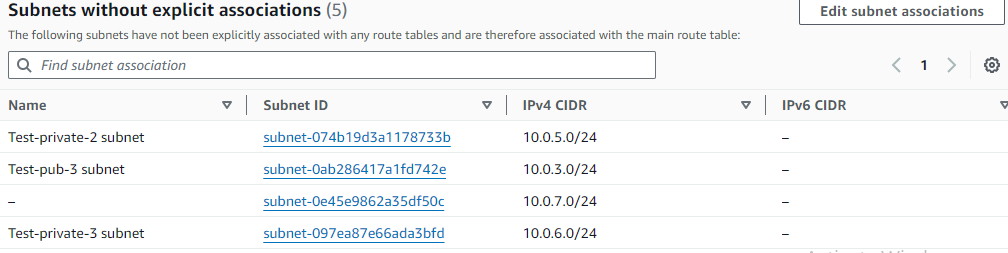 Subnets without explicit associations (5)
Edit subnet associations
The following subnets have not been explicitly associated with any route tables and are therefore associated with the main route table:
Find subnet association
1
Name Subnet ID IPv4 CIDR IPv6 CIDR
Test-private-2 subnet subnet-074b19d3a1178733b 10.0.5.0/24 –
Test-pub-3 subnet subnet-0ab286417a1fd742e 10.0.3.0/24 –
– subnet-0e45e9862a35df50c 10.0.7.0/24 –
Test-private-3 subnet subnet-097ea87e66ada3bfd 10.0.6.0/24 –